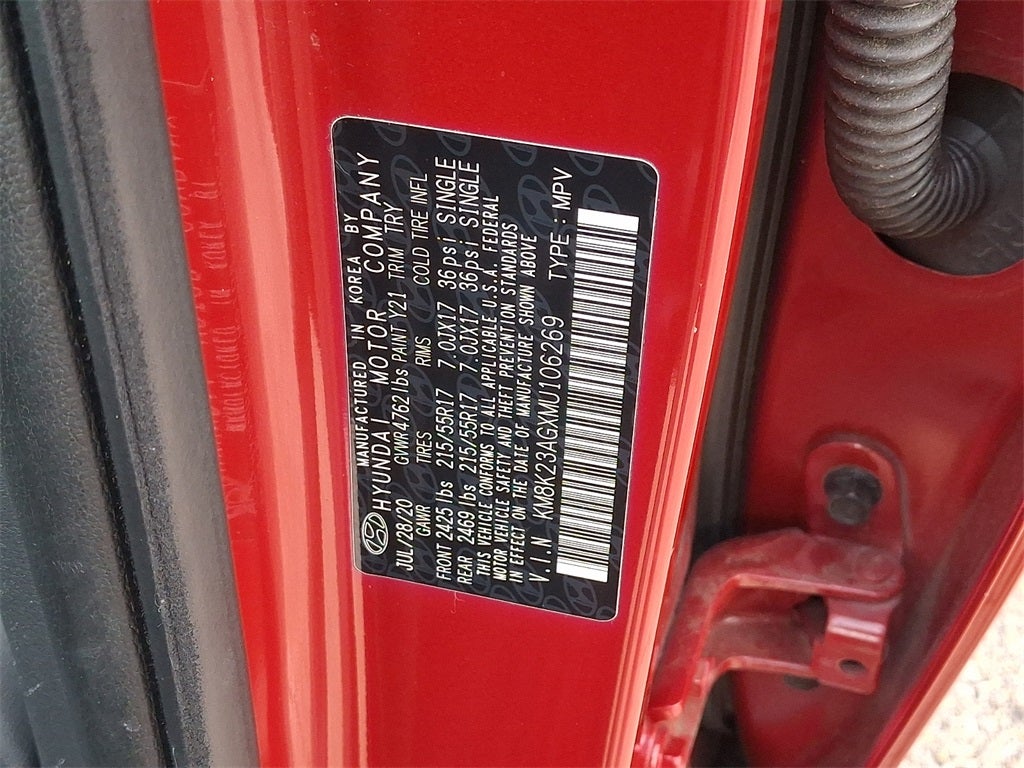 MANUFACTURED IN KOREA BY
HYUNDAI MOTOR COMPANY
JUL/28/20 GVWR 4762 lbs PAINT Y21 TRIM TRY
GAWR TIRES RIMS COLD TIRE INFL
FRONT 2425 lbs 215/55R17 7.0JX17 36psi SINGLE
REAR 2469 lbs 215/55R17 7.0JX17 36psi SINGLE
THIS VEHICLE CONFORMS TO ALL APPLICABLE U.S.A. FEDERAL
MOTOR VEHICLE SAFETY AND THEFT PREVENTION STANDARDS
IN EFFECT ON THE DATE OF MANUFACTURE SHOWN ABOVE
V.I.N KM8K23AGXMU106269 TYPE : MPV